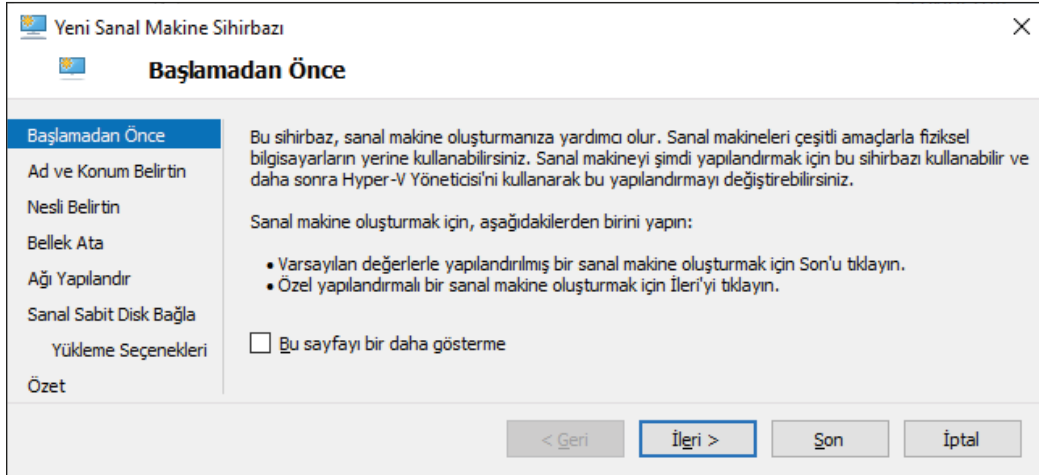 Yeni Sanal Makine Sihirbazı
Başlamadan Önce
Başlamadan Önce
Ad ve Konum Belirtin
Nesli Belirtin
Bellek Ata
Ağı Yapılandır
Sanal Sabit Disk Bağla
Yükleme Seçenekleri
Özet
Bu sihirbaz, sanal makine oluşturmanıza yardımcı olur. Sanal makineleri çeşitli amaçlarla fiziksel
bilgisayarların yerine kullanabilirsiniz. Sanal makineyi şimdi yapılandırmak için bu sihirbazı kullanabilir ve
daha sonra Hyper-V Yöneticisi'ni kullanarak bu yapılandırmayı değiştirebilirsiniz.
Sanal makine oluşturmak için, aşağıdakilerden birini yapın:
• Varsayılan değerlerle yapılandırılmış bir sanal makine oluşturmak için Son'u tıklayın.
• Özel yapılandırmalı bir sanal makine oluşturmak için İleri'yi tıklayın.
Bu sayfayı bir daha gösterme
< Geri
İleri >
Son
İptal